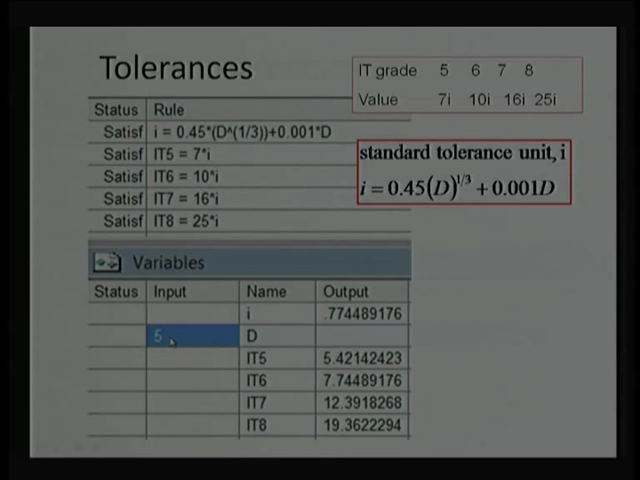 Tolerances
IT grade 5 6 7 8
Value 7i 10i 16i 25i
Status Rule
Satisf i = 0.45*(D^(1/3))+0.001*D
Satisf IT5 = 7*i
Satisf IT6 = 10*i
Satisf IT7 = 16*i
Satisf IT8 = 25*i
standard tolerance unit, i
i = 0.45(D)^1/3 + 0.001D
Variables
Status Input Name Output
i .774489176
5 D
IT5 5.42142423
IT6 7.74489176
IT7 12.3918268
IT8 19.3622294